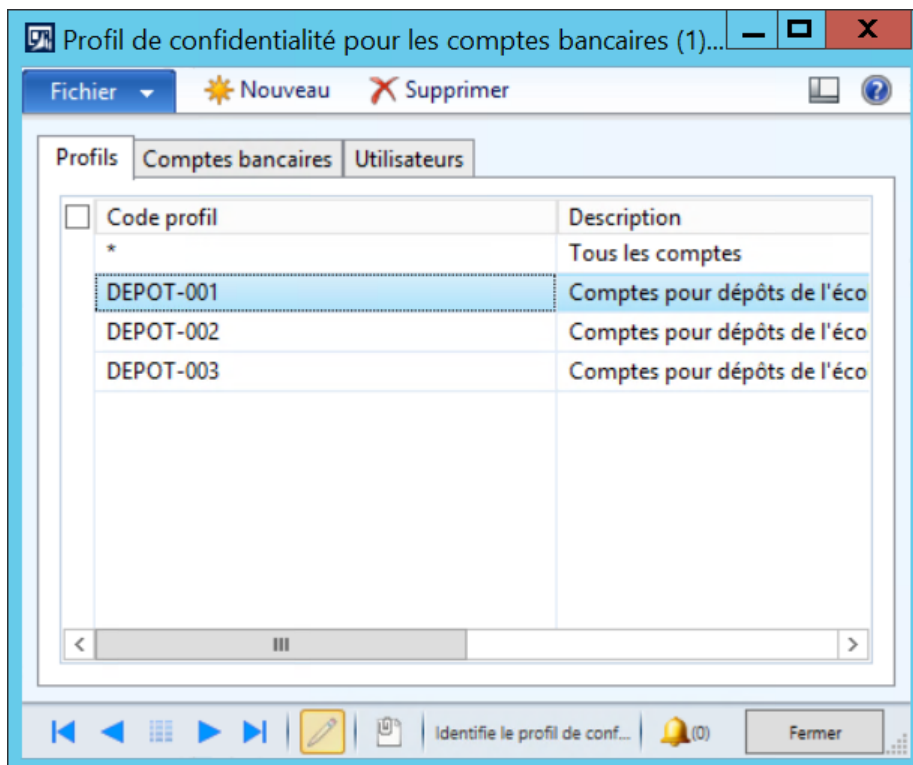 Profil de confidentialité pour les comptes bancaires (1)...
Fichier Nouveau Supprimer
Profils Comptes bancaires Utilisateurs
Code profil Description
* Tous les comptes
DEPOT-001 Comptes pour dépôts de l'éco
DEPOT-002 Comptes pour dépôts de l'éco
DEPOT-003 Comptes pour dépôts de l'éco
Identifie le profil de conf... (0) Fermer